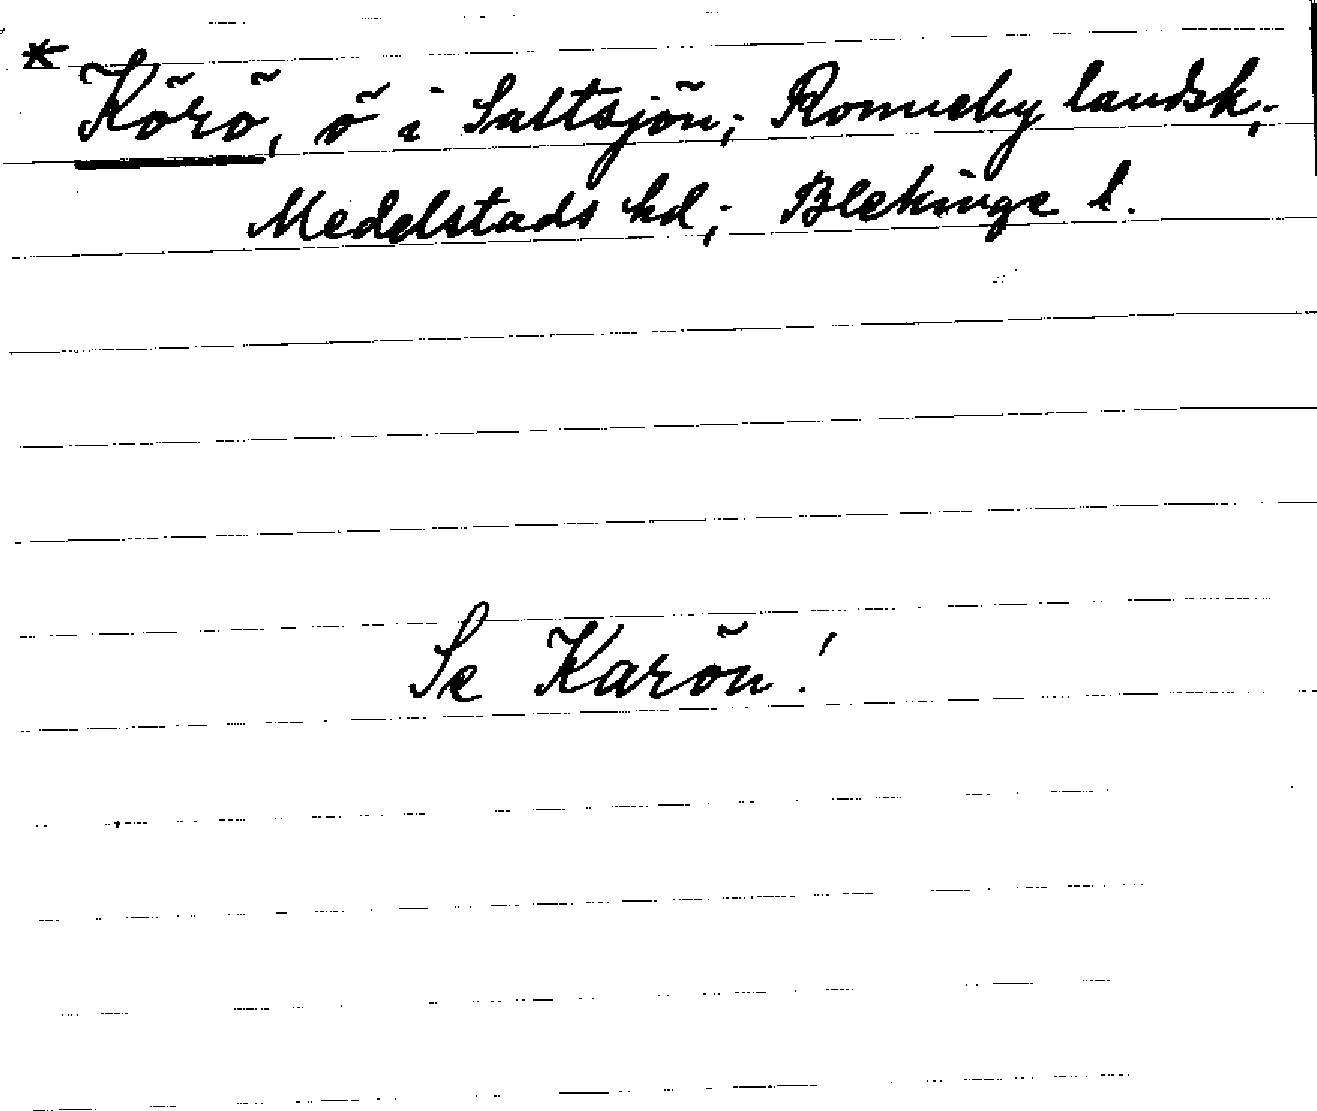 * Körö, ö i Saltsjön; Ronneby landsk.;
Medelstads hd; Blekinge l.
Se Karön!